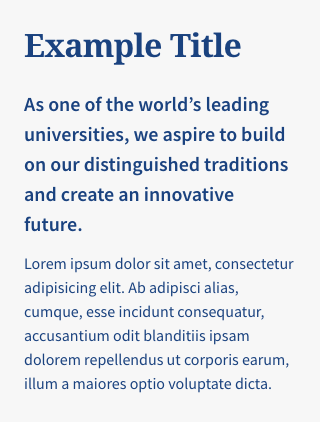 Example Title
As one of the world’s leading
universities, we aspire to build
on our distinguished traditions
and create an innovative
future.
Lorem ipsum dolor sit amet, consectetur
adipisicing elit. Ab adipisci alias,
cumque, esse incidunt consequatur,
accusantium odit blanditiis ipsam
dolorem repellendus ut corporis earum,
illum a maiores optio voluptate dicta.